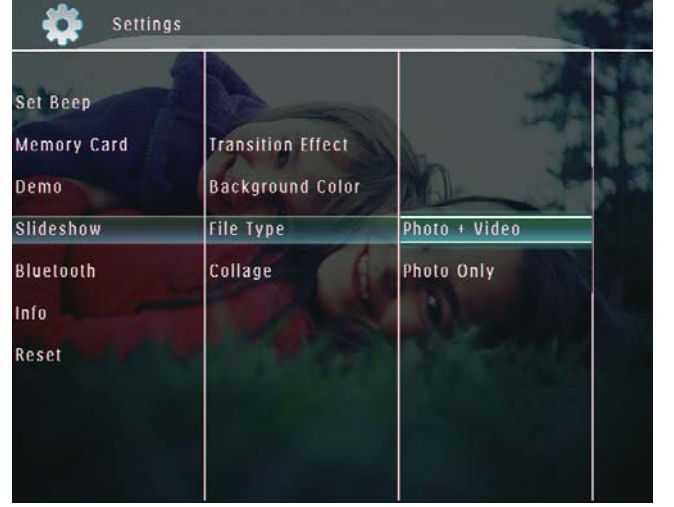 Settings
Set Beep
Memory Card
Demo
Slideshow
Bluetooth
Info
Reset
Transition Effect
Background Color
File Type
Collage
Photo + Video
Photo Only